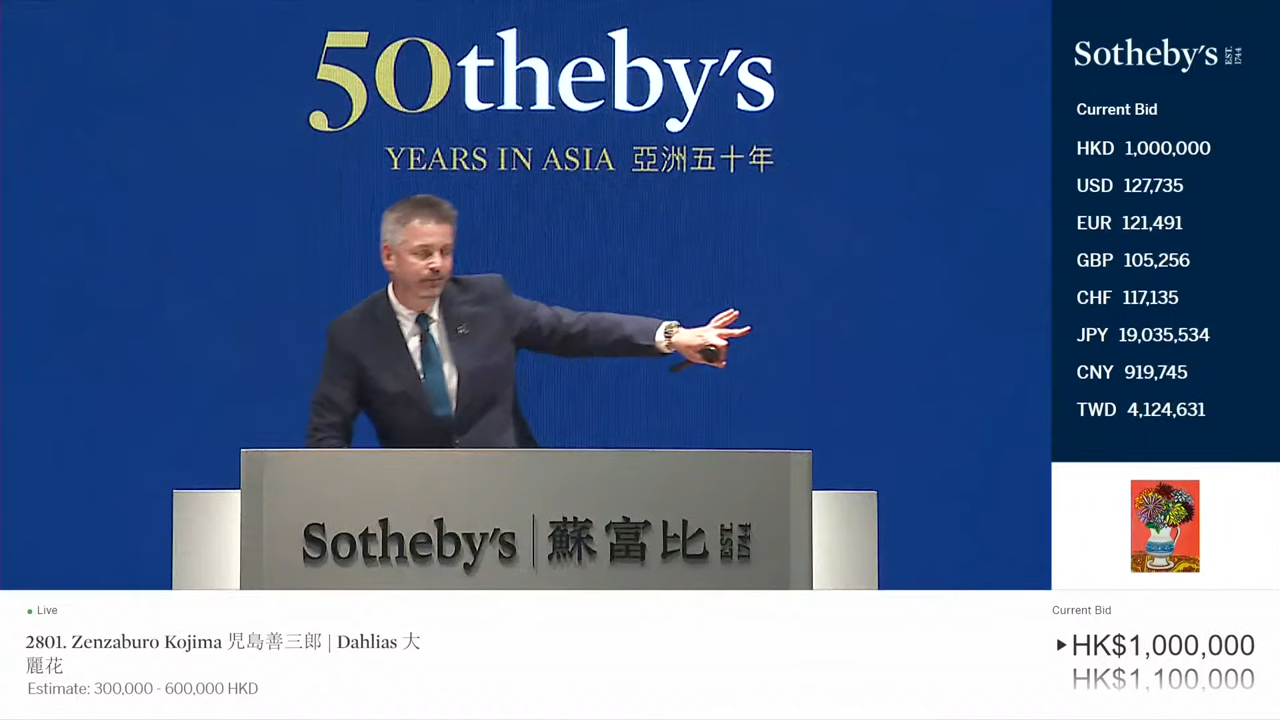 50theby's
YEARS IN ASIA 亞洲五十年
Sotheby's | 蘇富比 EST. 1744
Sotheby's EST. 1744
Current Bid
HKD 1,000,000
USD 127,735
EUR 121,491
GBP 105,256
CHF 117,135
JPY 19,035,534
CNY 919,745
TWD 4,124,631
Live
2801. Zenzaburo Kojima 児島善三郎 | Dahlias 大
麗花
Estimate: 300,000 - 600,000 HKD
Current Bid
HK$1,000,000
HK$1,100,000